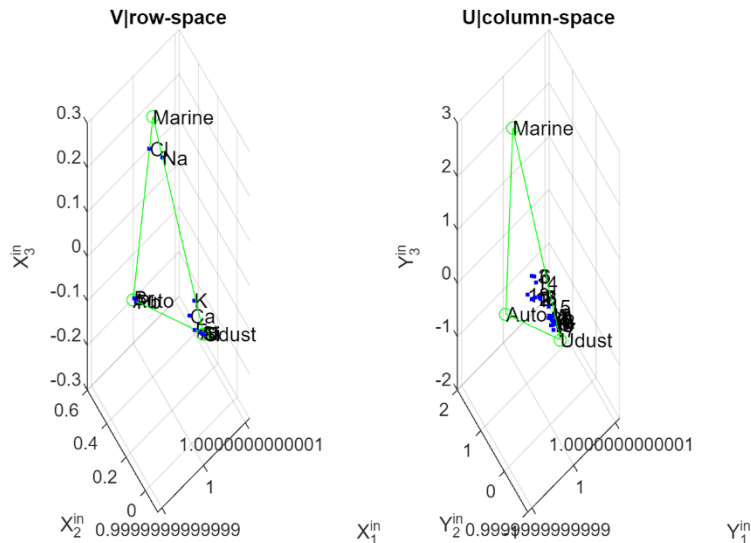 V|row-space
0.3
0.2
0.1
0
-0.1
-0.2
-0.3
X₃ⁱⁿ
0.6
0.4
0.2
0
X₂ⁱⁿ
0.9999999999999
1
1.0000000000001
X₁ⁱⁿ
Marine
Cl
Na
Auto
K
Ca
Udust
U|column-space
3
2
1
0
-1
-2
Y₃ⁱⁿ
2
1
0
-1
Y₂ⁱⁿ
0.9999999999999
1
1.0000000000001
Y₁ⁱⁿ
Marine
4
5
Auto
Udust